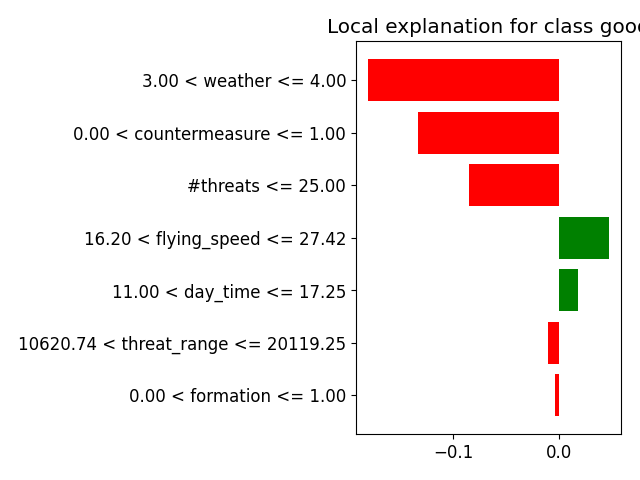 Local explanation for class good
3.00 < weather <= 4.00
0.00 < countermeasure <= 1.00
#threats <= 25.00
16.20 < flying_speed <= 27.42
11.00 < day_time <= 17.25
10620.74 < threat_range <= 20119.25
0.00 < formation <= 1.00
−0.1 0.0